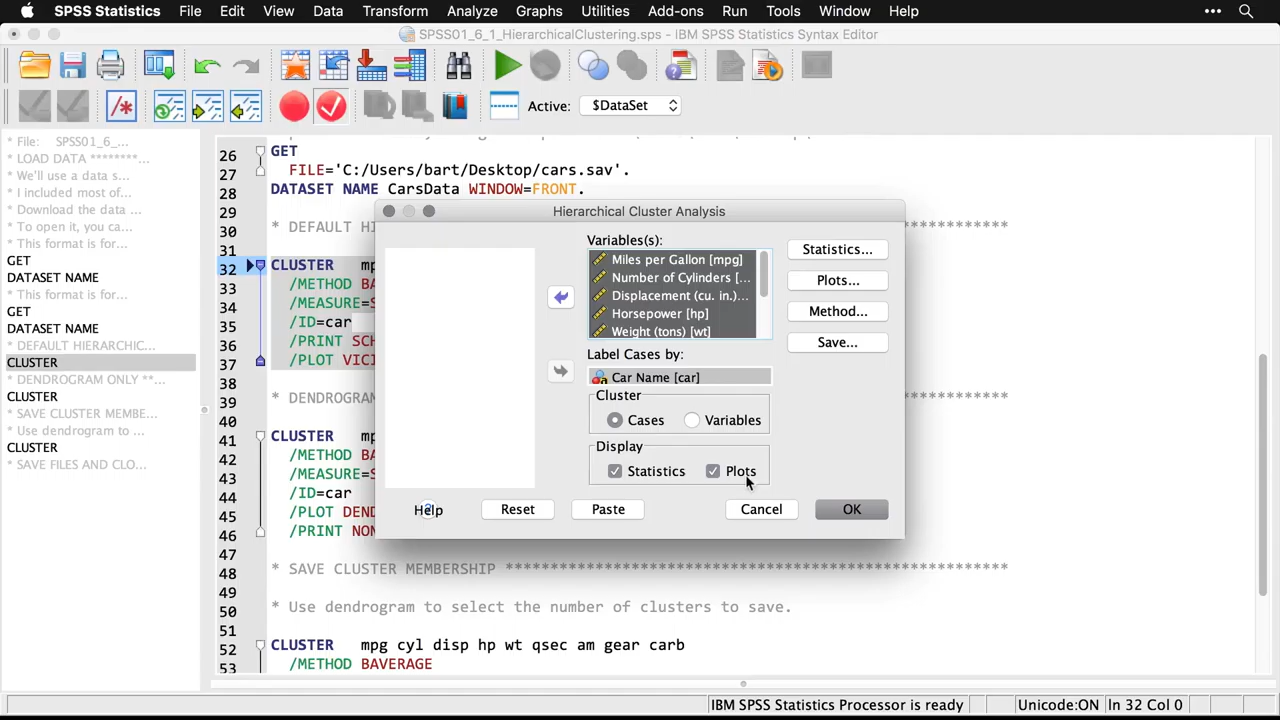 SPSS Statistics File Edit View Data Transform Analyze Graphs Utilities Add-ons Run Tools Window Help
SPSS01_6_1_HierarchicalClustering.sps - IBM SPSS Statistics Syntax Editor
Active: $DataSet
* File: SPSS01_6_...
* LOAD DATA ********...
* We'll use a data s...
* I included most of...
* Download the data ...
* To open it, you ca...
* This format is for...
GET
DATASET NAME
* This format is for...
GET
DATASET NAME
* DEFAULT HIERARCHIC...
CLUSTER
* DENDROGRAM ONLY **...
CLUSTER
* SAVE CLUSTER MEMBE...
* Use dendrogram to ...
CLUSTER
* SAVE FILES AND CLO...
26 GET
27 FILE='C:/Users/bart/Desktop/cars.sav'.
28 DATASET NAME CarsData WINDOW=FRONT.
29
30 * DEFAULT HI
31
32 CLUSTER mp
33 /METHOD BA
34 /MEASURE=S
35 /ID=car
36 /PRINT SCH
37 /PLOT VICI
38
39 * DENDROGRAM
40
41 CLUSTER mp
42 /METHOD BA
43 /MEASURE=S
44 /ID=car
45 /PLOT DEND
46 /PRINT NON
47
48 * SAVE CLUSTER MEMBERSHIP ********************************************************
49
50 * Use dendrogram to select the number of clusters to save.
51
52 CLUSTER mpg cyl disp hp wt qsec am gear carb
53 /METHOD BAVERAGE
Hierarchical Cluster Analysis
Variables(s):
Miles per Gallon [mpg]
Number of Cylinders [...
Displacement (cu. in.)...
Horsepower [hp]
Weight (tons) [wt]
Label Cases by:
Car Name [car]
Cluster
Cases Variables
Display
Statistics Plots
Statistics...
Plots...
Method...
Save...
Help Reset Paste Cancel OK
IBM SPSS Statistics Processor is ready Unicode:ON In 32 Col 0